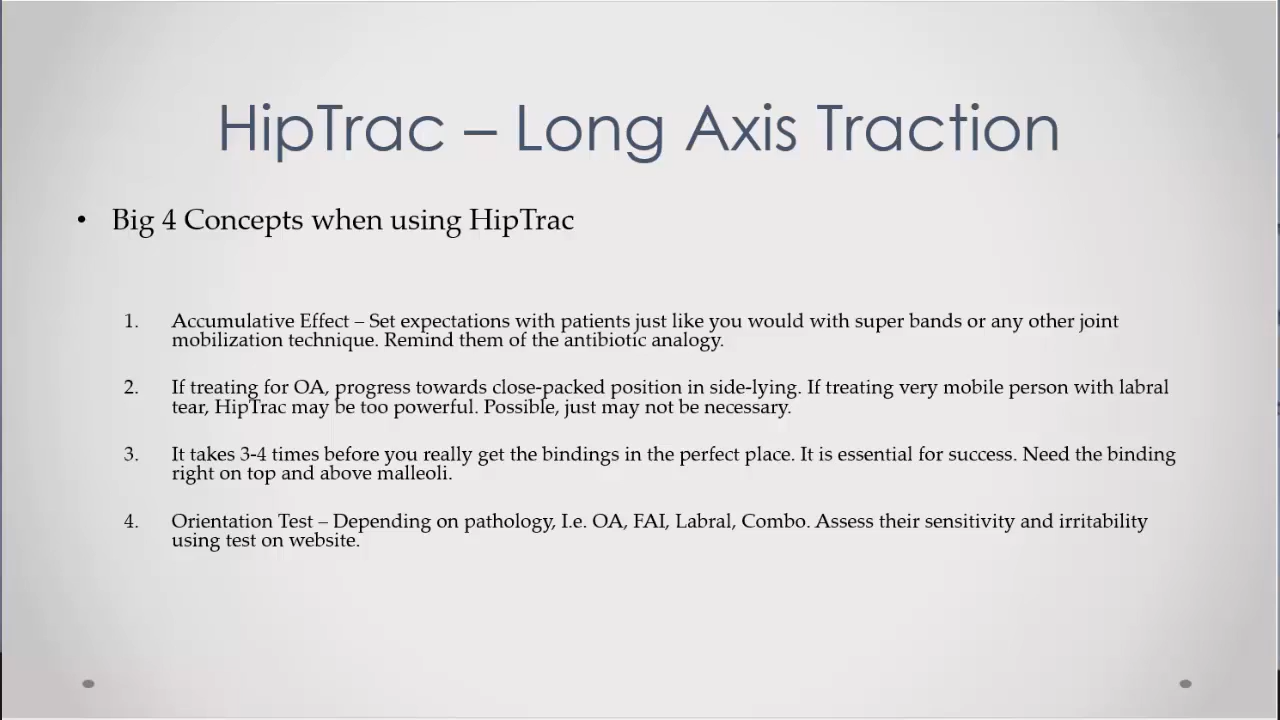 HipTrac – Long Axis Traction
• Big 4 Concepts when using HipTrac
1. Accumulative Effect – Set expectations with patients just like you would with super bands or any other joint
mobilization technique. Remind them of the antibiotic analogy.
2. If treating for OA, progress towards close-packed position in side-lying. If treating very mobile person with labral
tear, HipTrac may be too powerful. Possible, just may not be necessary.
3. It takes 3-4 times before you really get the bindings in the perfect place. It is essential for success. Need the binding
right on top and above malleoli.
4. Orientation Test – Depending on pathology, I.e. OA, FAI, Labral, Combo. Assess their sensitivity and irritability
using test on website.